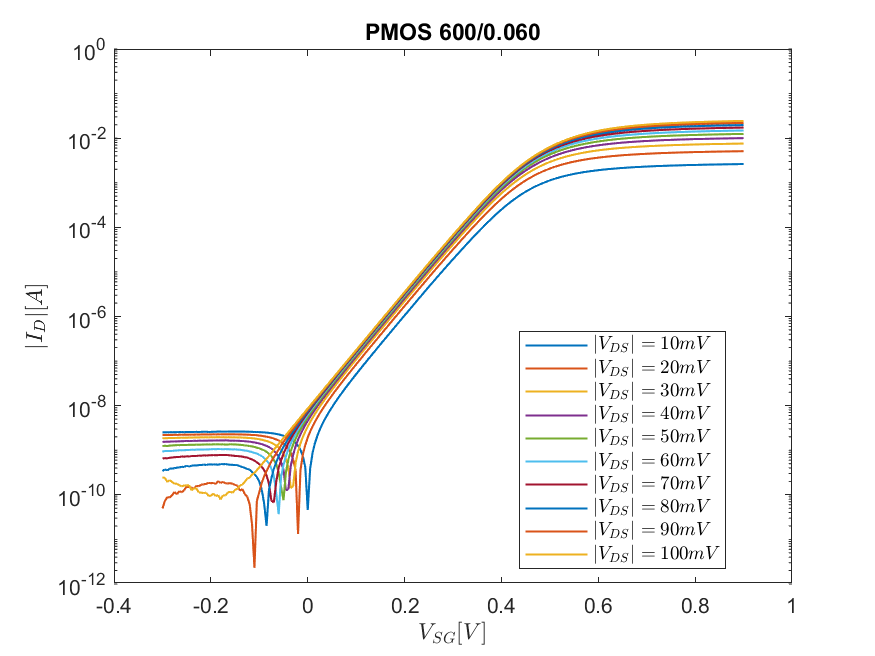 PMOS 600/0.060
10^0
10^-2
10^-4
10^-6
10^-8
10^-10
10^-12
|I_D|[A]
|V_DS| = 10mV
|V_DS| = 20mV
|V_DS| = 30mV
|V_DS| = 40mV
|V_DS| = 50mV
|V_DS| = 60mV
|V_DS| = 70mV
|V_DS| = 80mV
|V_DS| = 90mV
|V_DS| = 100mV
-0.4 -0.2 0 0.2 0.4 0.6 0.8 1
V_SG[V]